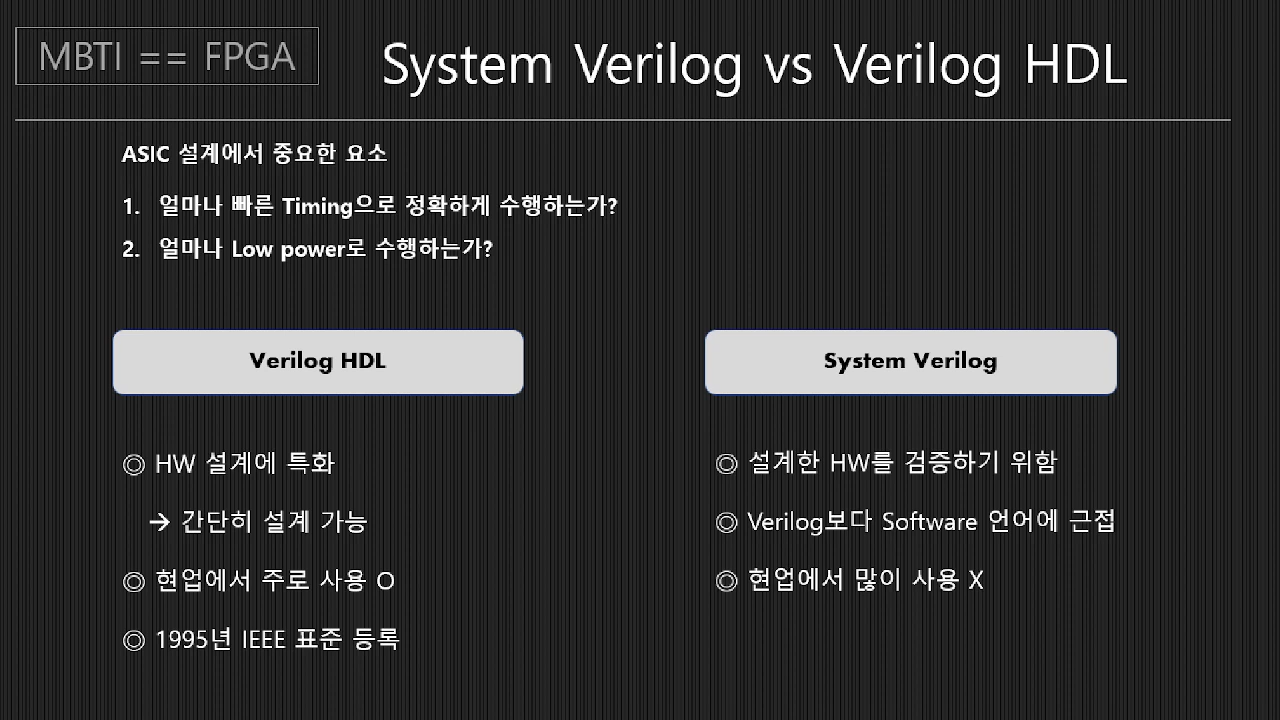 MBTI == FPGA
System Verilog vs Verilog HDL
ASIC 설계에서 중요한 요소
1. 얼마나 빠른 Timing으로 정확하게 수행하는가?
2. 얼마나 Low power로 수행하는가?
Verilog HDL
◎ HW 설계에 특화
→ 간단히 설계 가능
◎ 현업에서 주로 사용 O
◎ 1995년 IEEE 표준 등록
System Verilog
◎ 설계한 HW를 검증하기 위함
◎ Verilog보다 Software 언어에 근접
◎ 현업에서 많이 사용 X